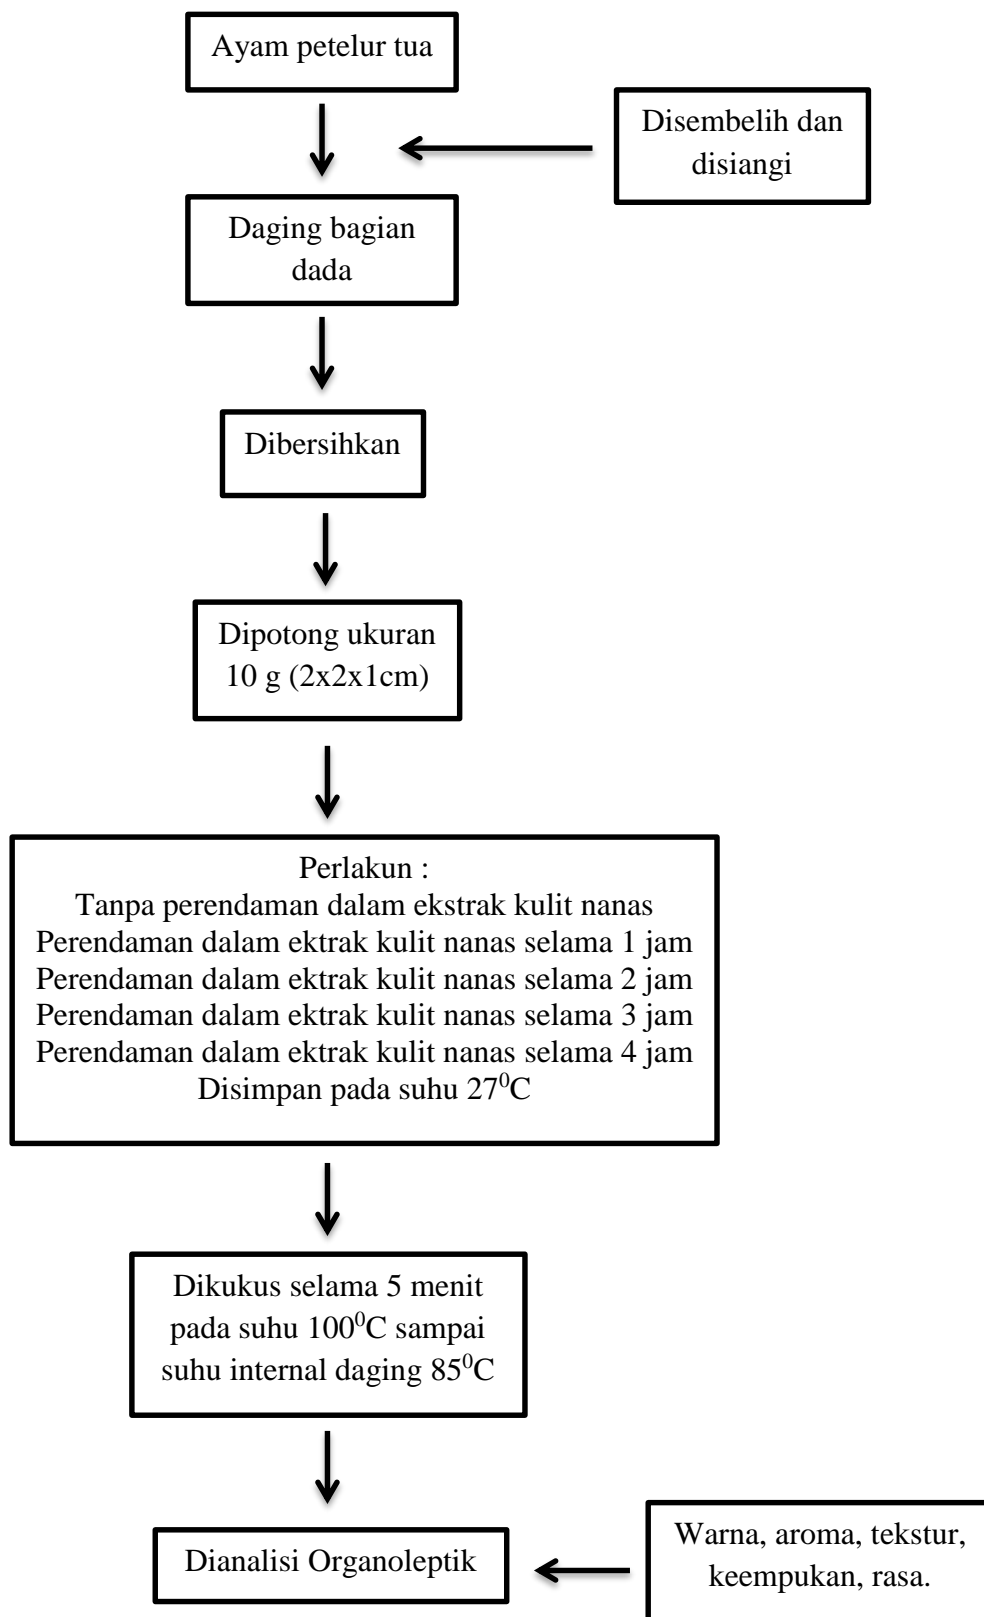 Ayam petelur tua
Disembelih dan
disiangi
Daging bagian
dada
Dibersihkan
Dipotong ukuran
10 g (2x2x1cm)
Perlakun :
Tanpa perendaman dalam ekstrak kulit nanas
Perendaman dalam ektrak kulit nanas selama 1 jam
Perendaman dalam ektrak kulit nanas selama 2 jam
Perendaman dalam ektrak kulit nanas selama 3 jam
Perendaman dalam ektrak kulit nanas selama 4 jam
Disimpan pada suhu 27⁰C
Dikukus selama 5 menit
pada suhu 100⁰C sampai
suhu internal daging 85⁰C
Dianalisi Organoleptik
Warna, aroma, tekstur,
keempukan, rasa.